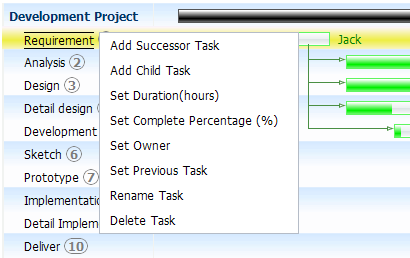 Development Project
Requirement
Jack
Add Successor Task
Add Child Task
Set Duration(hours)
Set Complete Percentage (%)
Set Owner
Set Previous Task
Rename Task
Delete Task
Analysis 2
Design 3
Detail design
Development
Sketch 6
Prototype 7
Implementatio
Detail Implem
Deliver 10